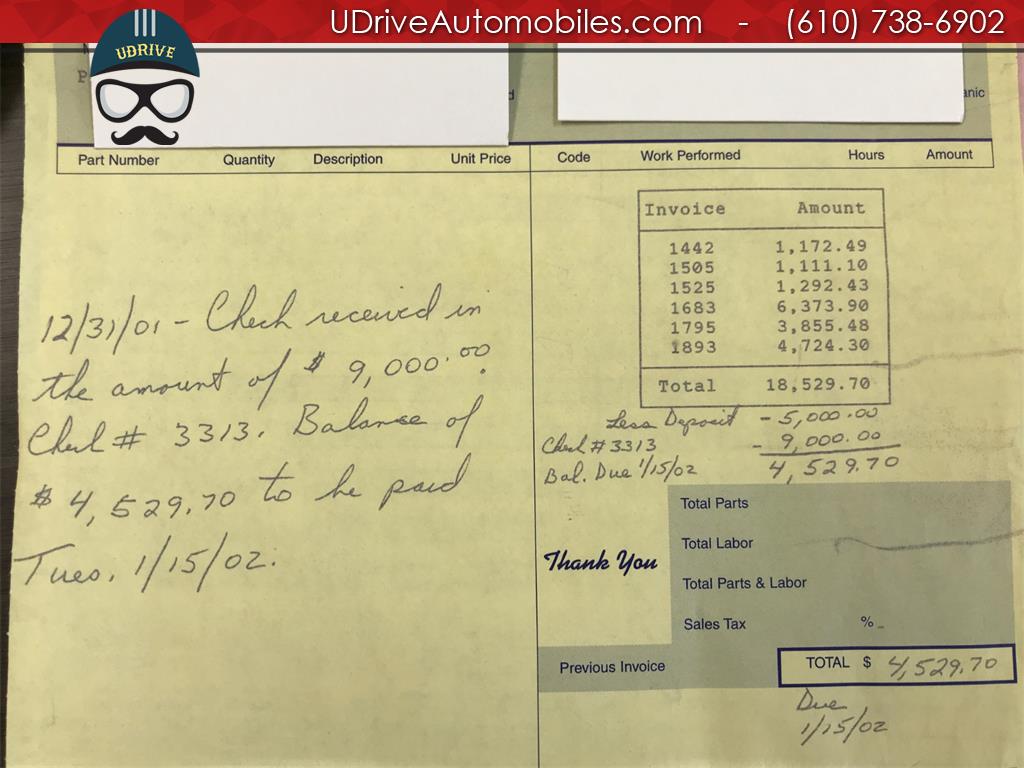 UDriveAutomobiles.com - (610) 738-6902
UDRIVE
P
d
anic
Part Number Quantity Description Unit Price Code Work Performed Hours Amount
Invoice Amount
1442 1,172.49
1505 1,111.10
1525 1,292.43
1683 6,373.90
1795 3,855.48
1893 4,724.30
Total 18,529.70
Less Deposit - 5,000.00
Check # 3313 - 9,000.00
Bal. Due 1/15/02 4,529.70
12/31/01 - Check received in
the amount of $ 9,000.00.
Check # 3313. Balance of
$ 4,529.70 to be paid
Tues. 1/15/02.
Total Parts
Total Labor
Thank You
Total Parts & Labor
Sales Tax %
Previous Invoice
TOTAL $ 4,529.70
Due
1/15/02